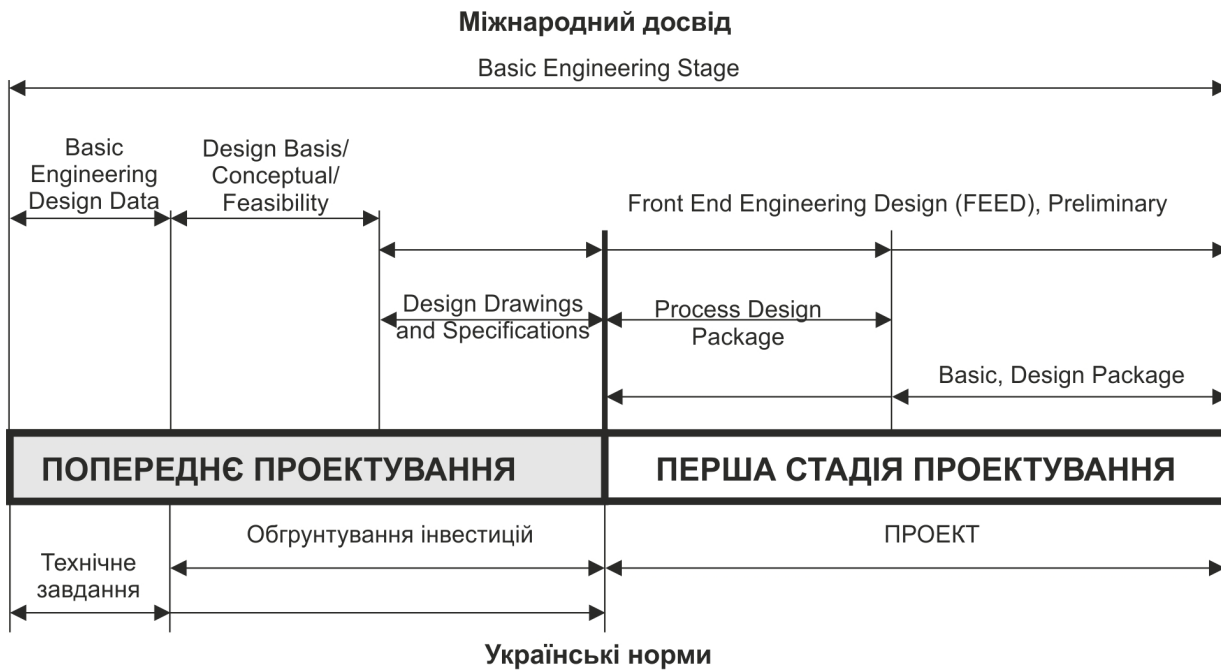 Міжнародний досвід
Basic Engineering Stage
Basic
Engineering
Design Data
Design Basis/
Conceptual/
Feasibility
Front End Engineering Design (FEED), Preliminary
Design Drawings
and Specifications
Process Design
Package
Basic, Design Package
ПОПЕРЕДНЄ ПРОЕКТУВАННЯ
ПЕРША СТАДІЯ ПРОЕКТУВАННЯ
Обгрунтування інвестицій
ПРОЕКТ
Технічне
завдання
Українські норми